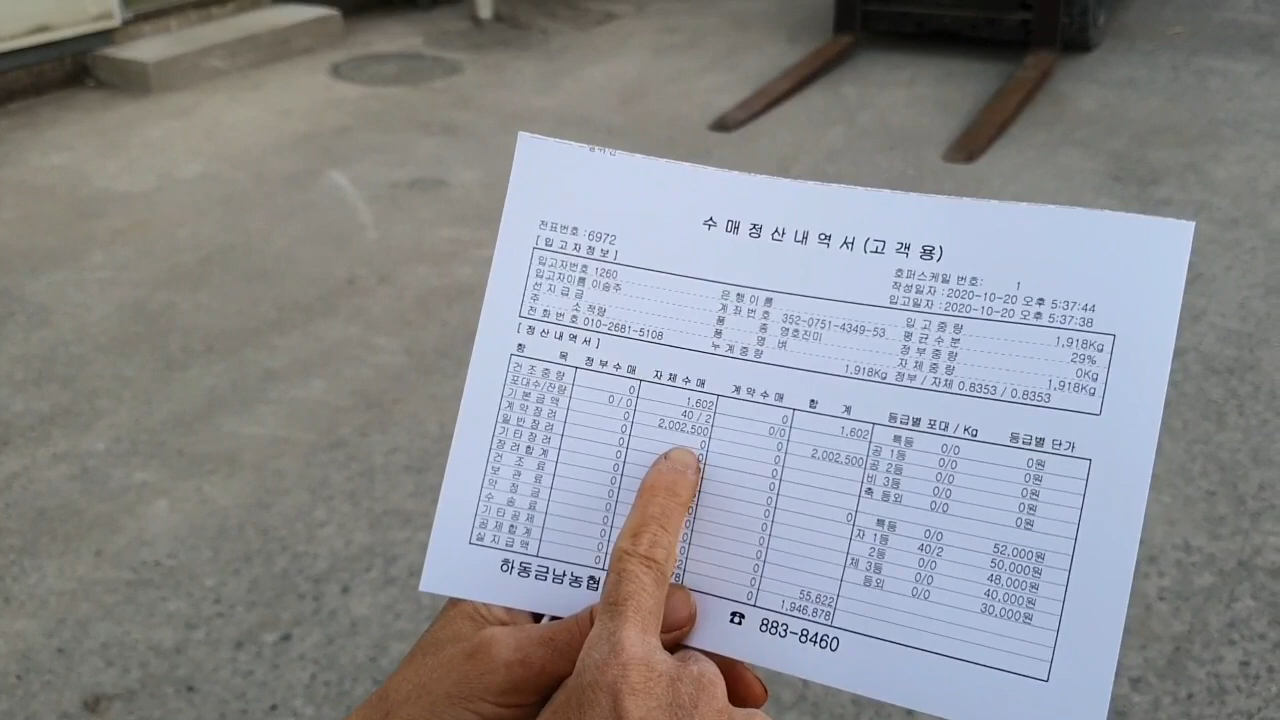 수 매 정 산 내 역 서 (고 객 용)
전표번호 :6972
호퍼스케일 번호: 1
[ 입 고 자 정 보 ]
작성일자 : 2020-10-20 오후 5:37:44
입고일자 : 2020-10-20 오후 5:37:38
입고자번호 1260 은 행 이 름 입 고 중 량 1,918Kg
입고자이름 이승주 계 좌 번 호 352-0751-4349-53 평 균 수 분 29%
선 지 급 금 품 종 영호진미 정 부 중 량 0Kg
주 소 적량 품 명 벼 자 체 중 량 1,918Kg
전 화 번 호 010-2681-5108 누 계 중 량 1,918Kg 정부 / 자체 0.8353 / 0.8353
[ 정 산 내 역 서 ]
항 목 정 부 수 매 자 체 수 매 계 약 수 매 합 계 등급별 포대 / Kg 등급별 단가
건 조 중 량 0 1,602 0 1,602 특등 0/0 0원
포대수/잔량 0 / 0 40 / 2 0/0 공 1등 0/0 0원
기 본 금 액 0 2,002,500 0 2,002,500 공 2등 0/0 0원
계 약 장 려 0 0 0 비 3등 0/0 0원
일 반 장 려 0 0 축 등외 0/0 0원
기 타 장 려 0 0
장 려 합 계 0 0 0 특등 0/0 52,000원
건 조 료 0 0 자 1등 40/2 50,000원
보 관 료 0 0 2등 0/0 48,000원
약 정 금 0 0 체 3등 0/0 40,000원
수 송 료 0 0 등외 0/0 30,000원
기 타 공 제 0 0
공 제 합 계 0 0 55,622
실 지 급 액 0 0 1,946,878
하동금남농협 ☎ 883-8460